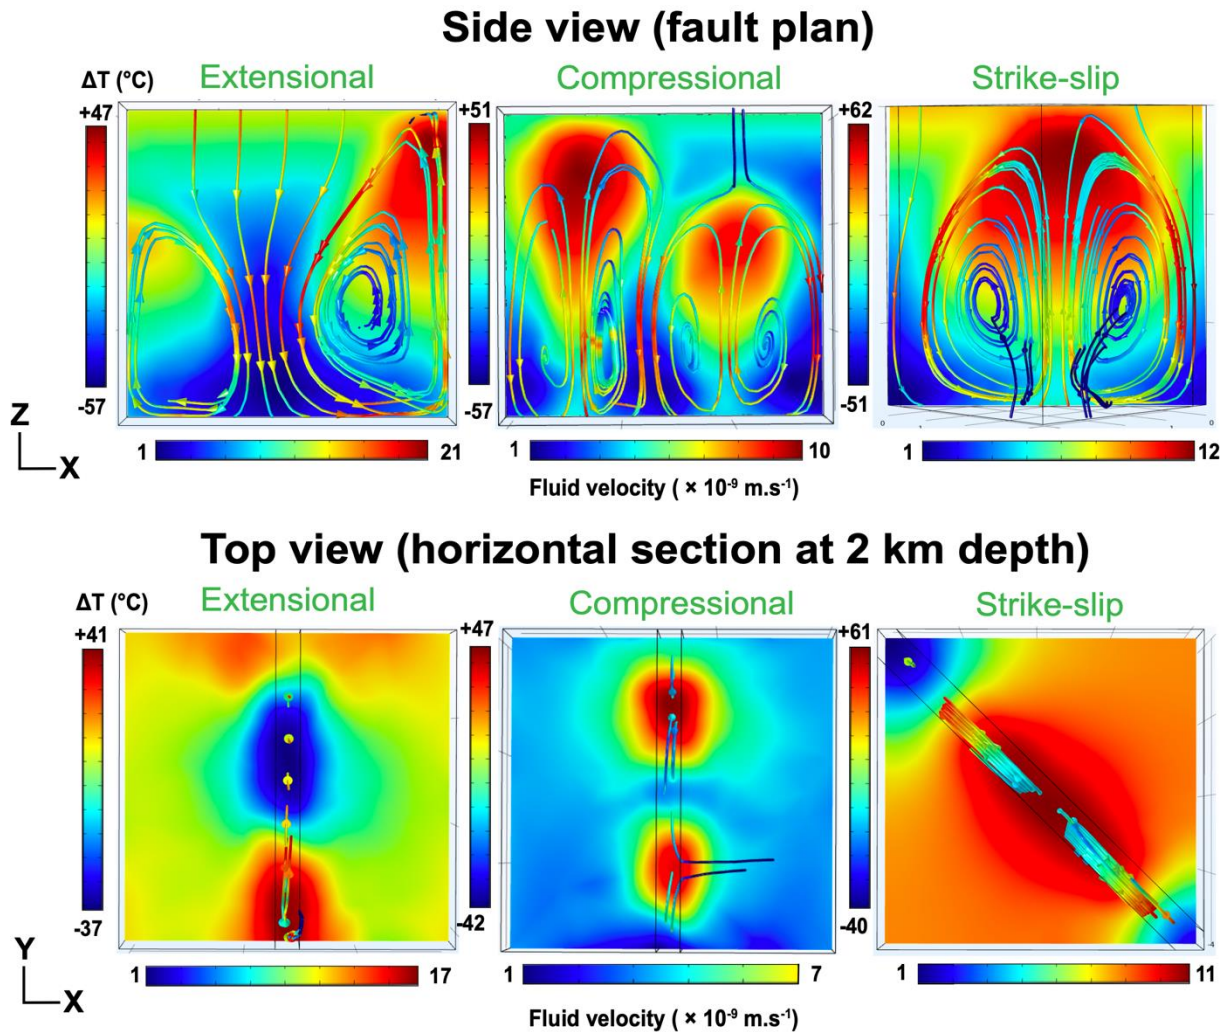 Side view (fault plan)
ΔT (°C) Extensional Compressional Strike-slip
+47 +51 +62
-57 -57 -51
Z
X
1 21 1 10 1 12
Fluid velocity ( × 10⁻⁹ m.s⁻¹)
Top view (horizontal section at 2 km depth)
ΔT (°C) Extensional Compressional Strike-slip
+41 +47 +61
-37 -42 -40
Y
X
1 17 1 7 1 11
Fluid velocity ( × 10⁻⁹ m.s⁻¹)